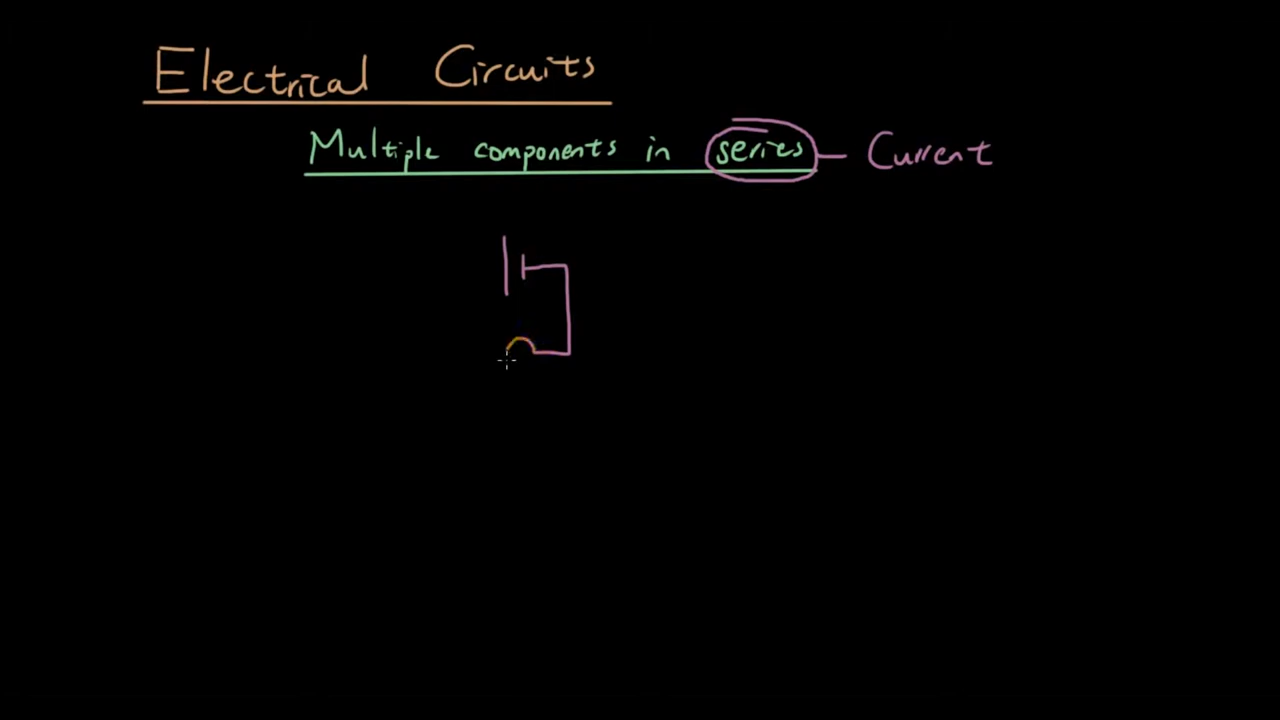 Electrical Circuits
Multiple components in series - Current